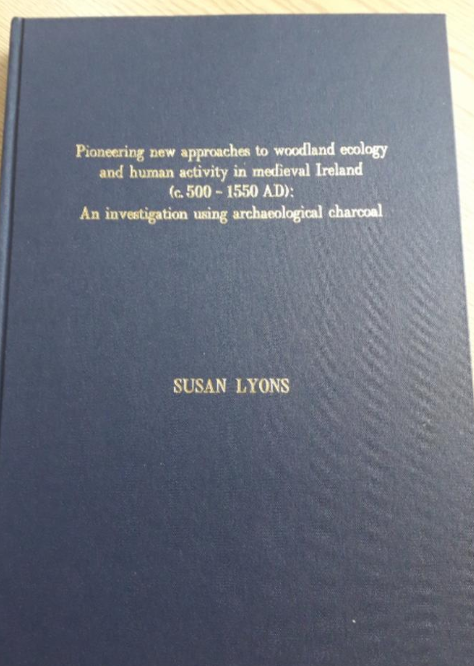 Pioneering new approaches to woodland ecology
and human activity in medieval Ireland
(c. 500 - 1550 AD):
An investigation using archaeological charcoal
SUSAN LYONS